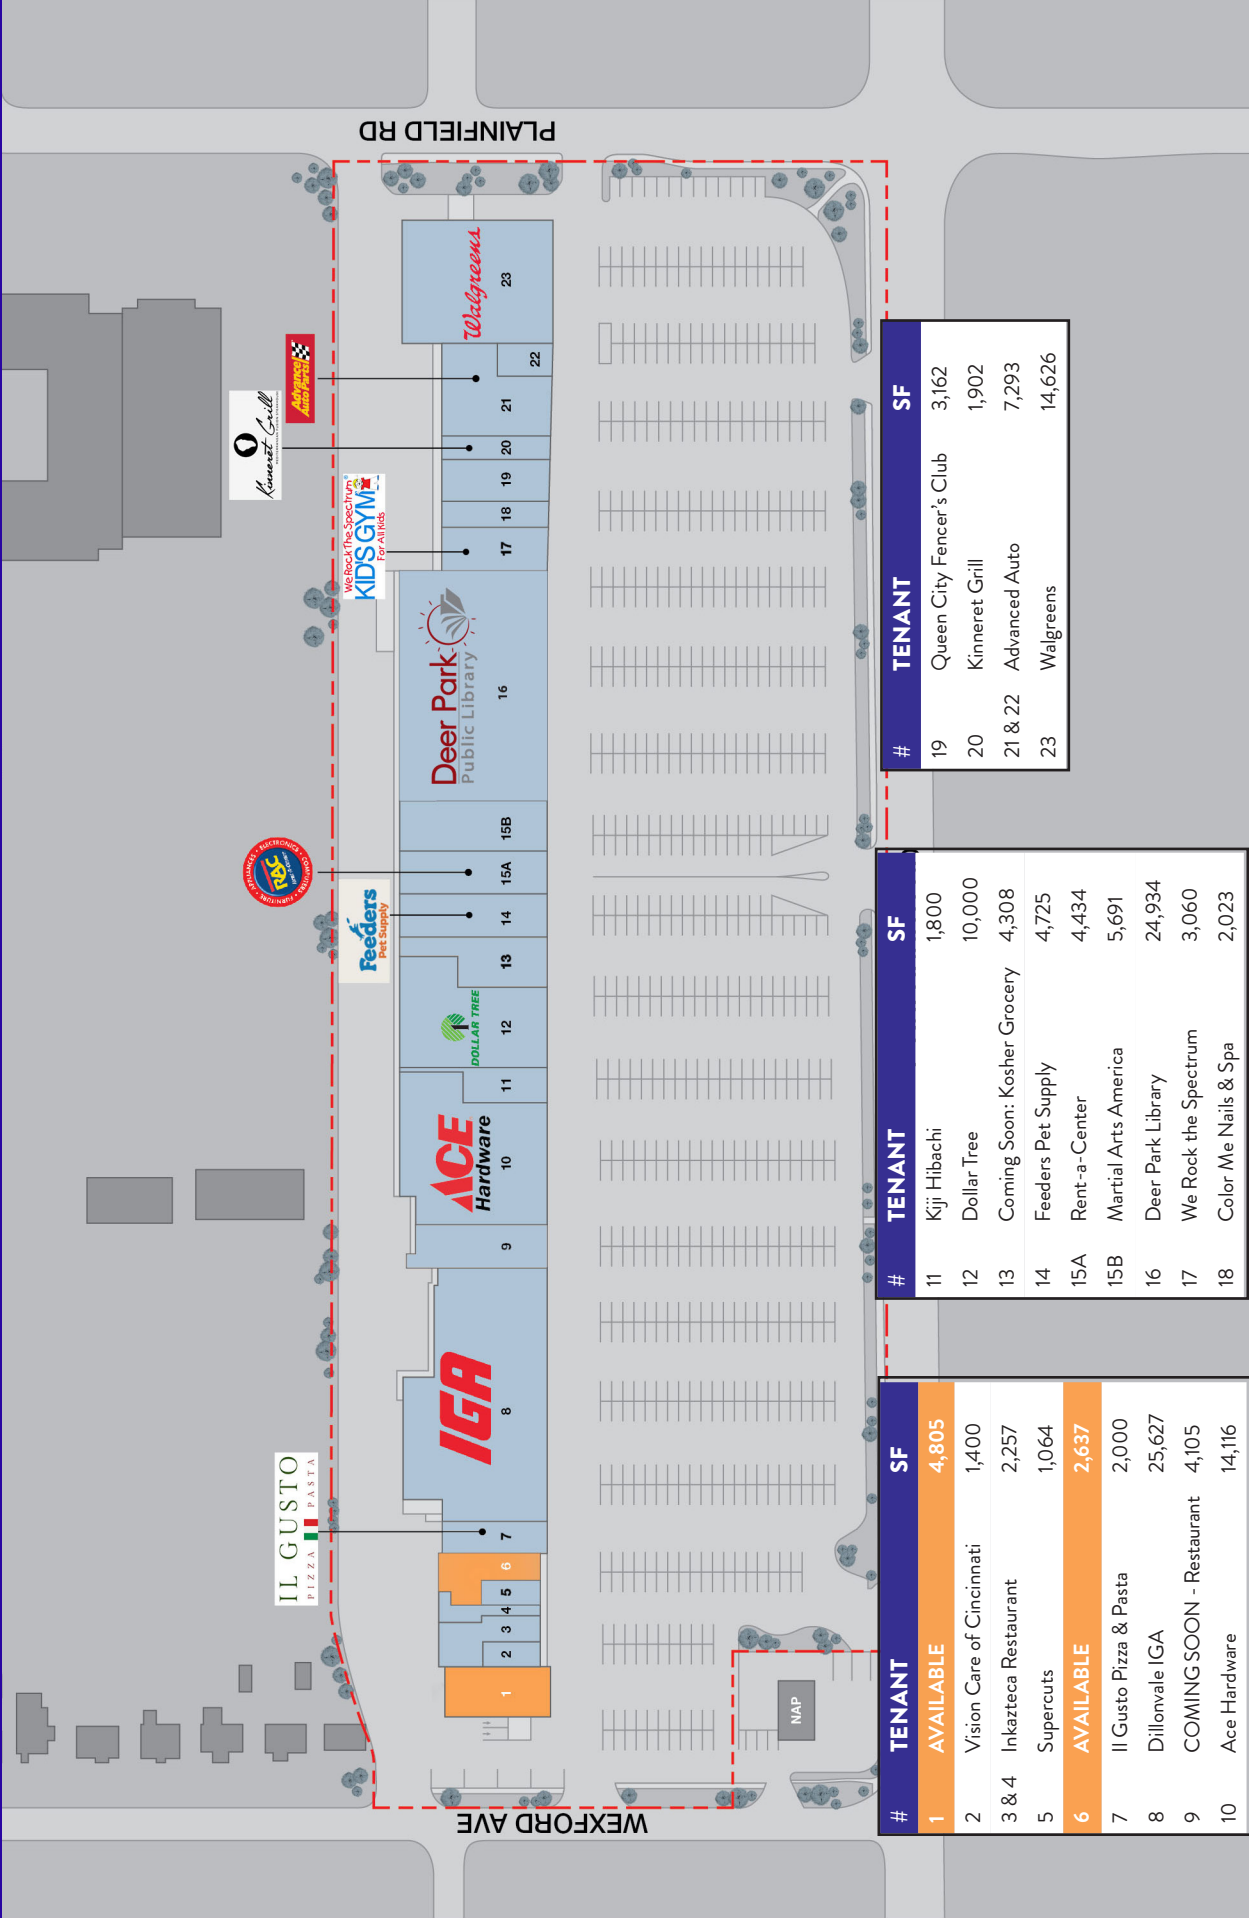 PLAINFIELD RD
WEXFORD AVE
IL GUSTO
PIZZA PASTA
FURNITURE • APPLIANCES • ELECTRONICS • COMPUTERS
RAC
Feeders
Pet Supply
We Rock The Spectrum
KID'S GYM
For All Kids
Kinneret Grill
Advance
Auto Parts
1
2
3
4
5
6
7
IGA
8
9
ACE
Hardware
10
11
DOLLAR TREE
12
13
14
15A
15B
Deer Park
Public Library
16
17
18
19
20
21
22
Walgreens
23
NAP
# TENANT SF
1 AVAILABLE 4,805
2 Vision Care of Cincinnati 1,400
3 & 4 Inkazteca Restaurant 2,257
5 Supercuts 1,064
6 AVAILABLE 2,637
7 Il Gusto Pizza & Pasta 2,000
8 Dillonvale IGA 25,627
9 COMING SOON - Restaurant 4,105
10 Ace Hardware 14,116
# TENANT SF
11 Kiji Hibachi 1,800
12 Dollar Tree 10,000
13 Coming Soon: Kosher Grocery 4,308
14 Feeders Pet Supply 4,725
15A Rent-a-Center 4,434
15B Martial Arts America 5,691
16 Deer Park Library 24,934
17 We Rock the Spectrum 3,060
18 Color Me Nails & Spa 2,023
# TENANT SF
19 Queen City Fencer's Club 3,162
20 Kinneret Grill 1,902
21 & 22 Advanced Auto 7,293
23 Walgreens 14,626